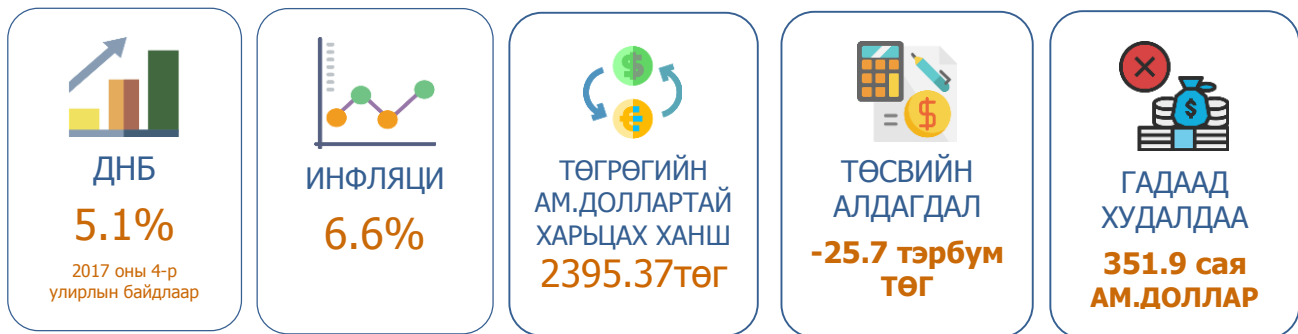 ДНБ
5.1%
2017 оны 4-р
улирлын байдлаар
ИНФЛЯЦИ
6.6%
ТӨГРӨГИЙН
АМ.ДОЛЛАРТАЙ
ХАРЬЦАХ ХАНШ
2395.37төг
ТӨСВИЙН
АЛДАГДАЛ
-25.7 тэрбум
төг
ГАДААД
ХУДАЛДАА
351.9 сая
АМ.ДОЛЛАР